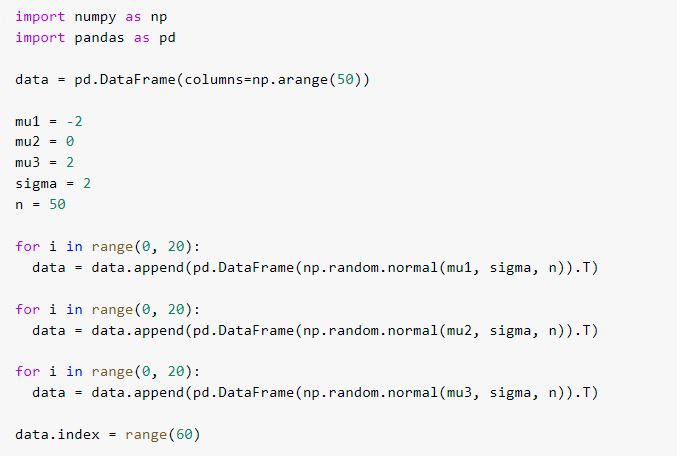 import numpy as np
import pandas as pd
data = pd.DataFrame(columns=np.arange(50))
mu1 = -2
mu2 = 0
mu3 = 2
sigma = 2
n = 50
for i in range(0, 20):
  data = data.append(pd.DataFrame(np.random.normal(mu1, sigma, n)).T)
for i in range(0, 20):
  data = data.append(pd.DataFrame(np.random.normal(mu2, sigma, n)).T)
for i in range(0, 20):
  data = data.append(pd.DataFrame(np.random.normal(mu3, sigma, n)).T)
data.index = range(60)